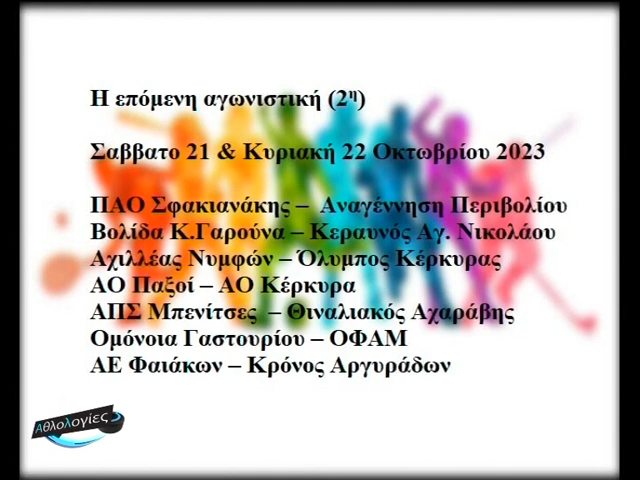 Η επόμενη αγωνιστική (2η)
Σαββατο 21 & Κυριακή 22 Οκτωβρίου 2023
ΠΑΟ Σφακιανάκης – Αναγέννηση Περιβολίου
Βολίδα Κ.Γαρούνα – Κεραυνός Αγ. Νικολάου
Αχιλλέας Νυμφών – Όλυμπος Κέρκυρας
ΑΟ Παξοί – ΑΟ Κέρκυρα
ΑΠΣ Μπενίτσες – Θιναλιακός Αχαράβης
Ομόνοια Γαστουρίου – ΟΦΑΜ
ΑΕ Φαιάκων – Κρόνος Αργυράδων
Αθλολογίες